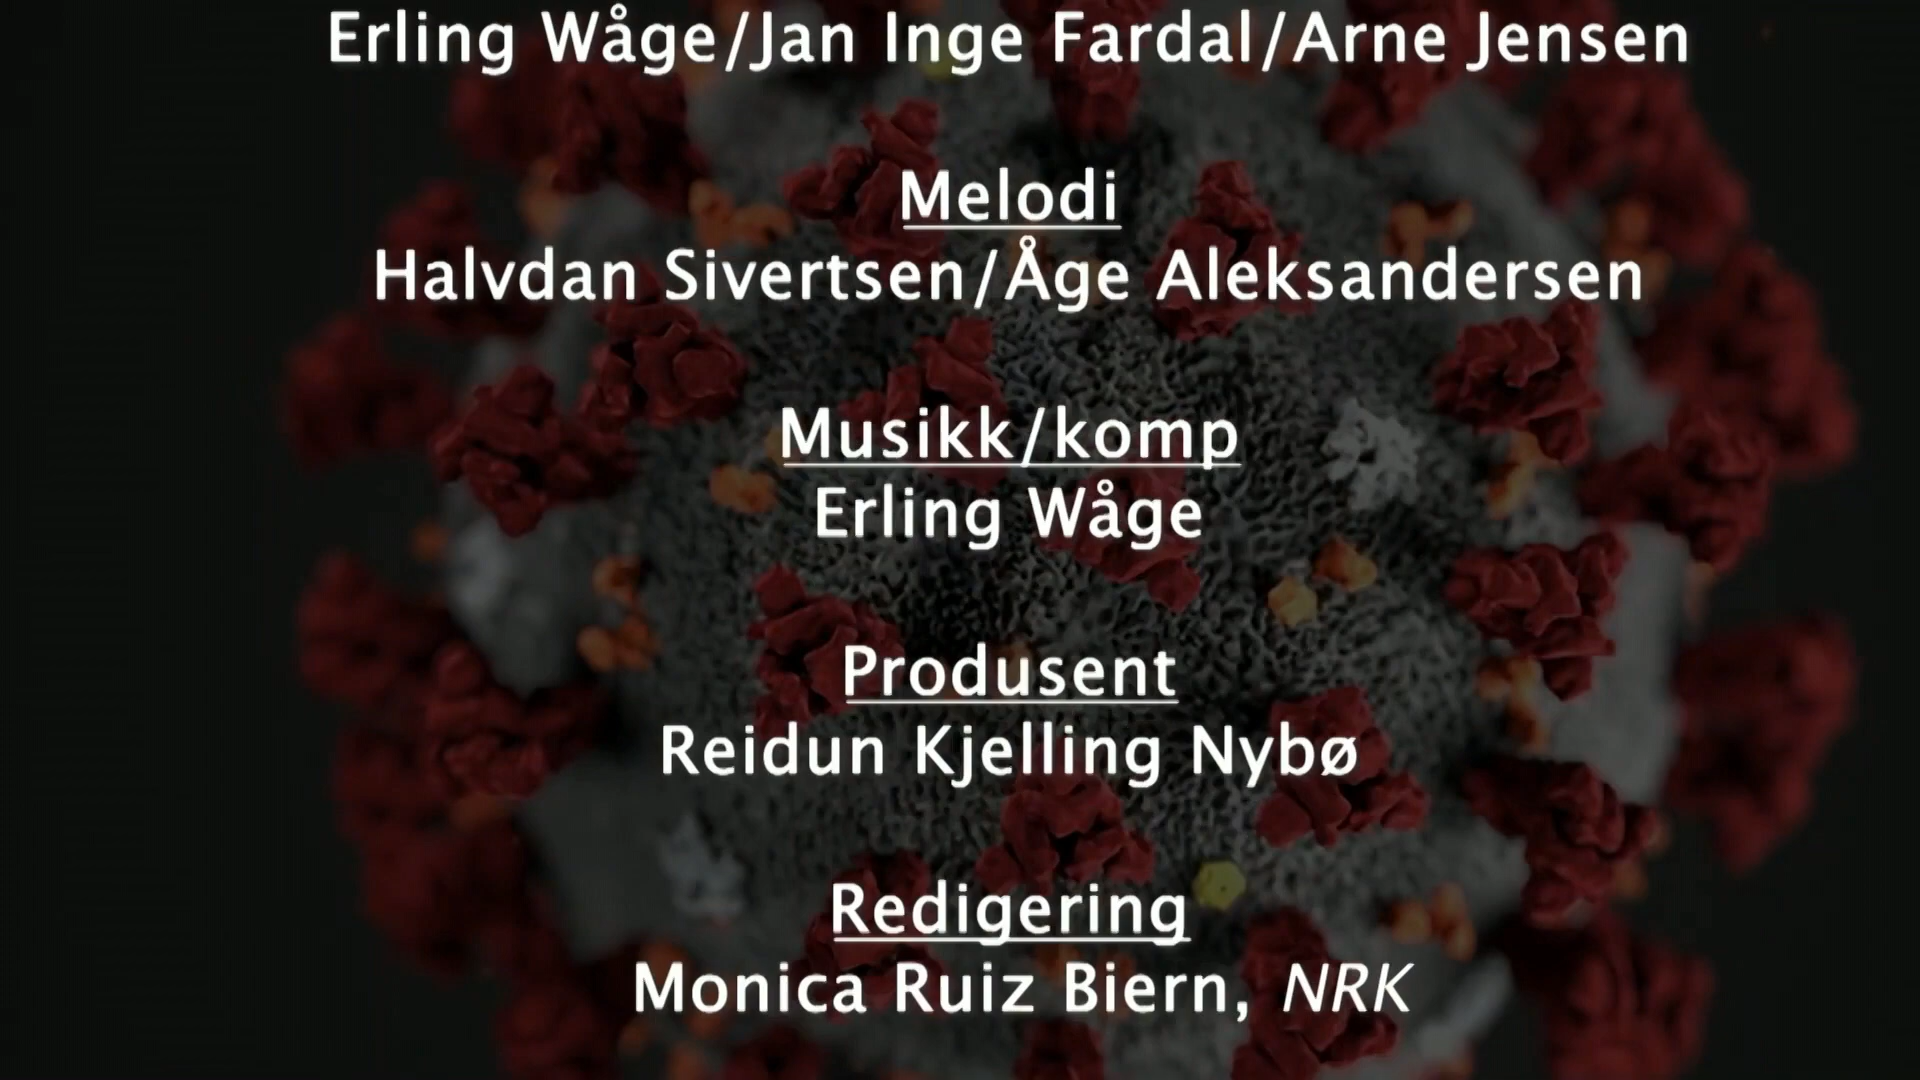 Erling Wåge/Jan Inge Fardal/Arne Jensen
Melodi
Halvdan Sivertsen/Åge Aleksandersen
Musikk/komp
Erling Wåge
Produsent
Reidun Kjelling Nybø
Redigering
Monica Ruiz Biern, NRK